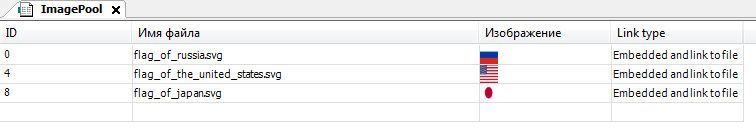 ImagePool
ID Имя файла Изображение Link type
0 flag_of_russia.svg Embedded and link to file
4 flag_of_the_united_states.svg Embedded and link to file
8 flag_of_japan.svg Embedded and link to file